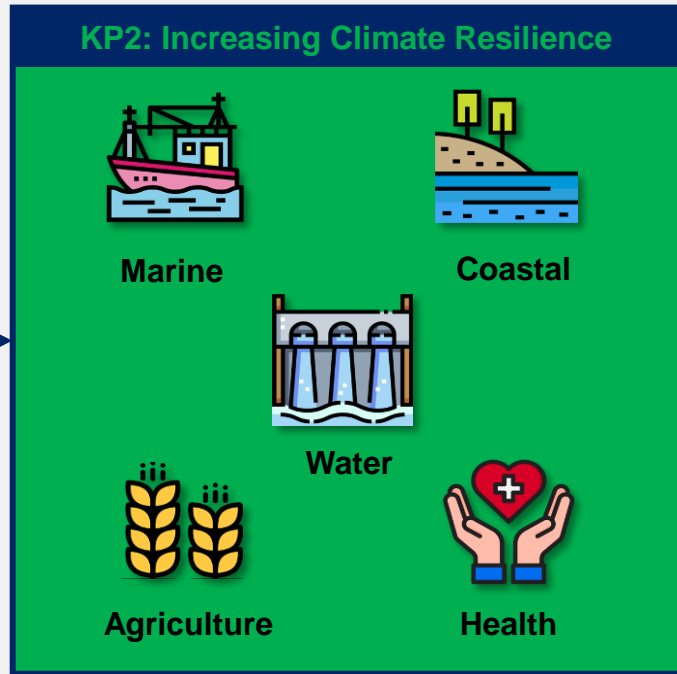 KP2: Increasing Climate Resilience
Marine
Coastal
Water
Agriculture
Health